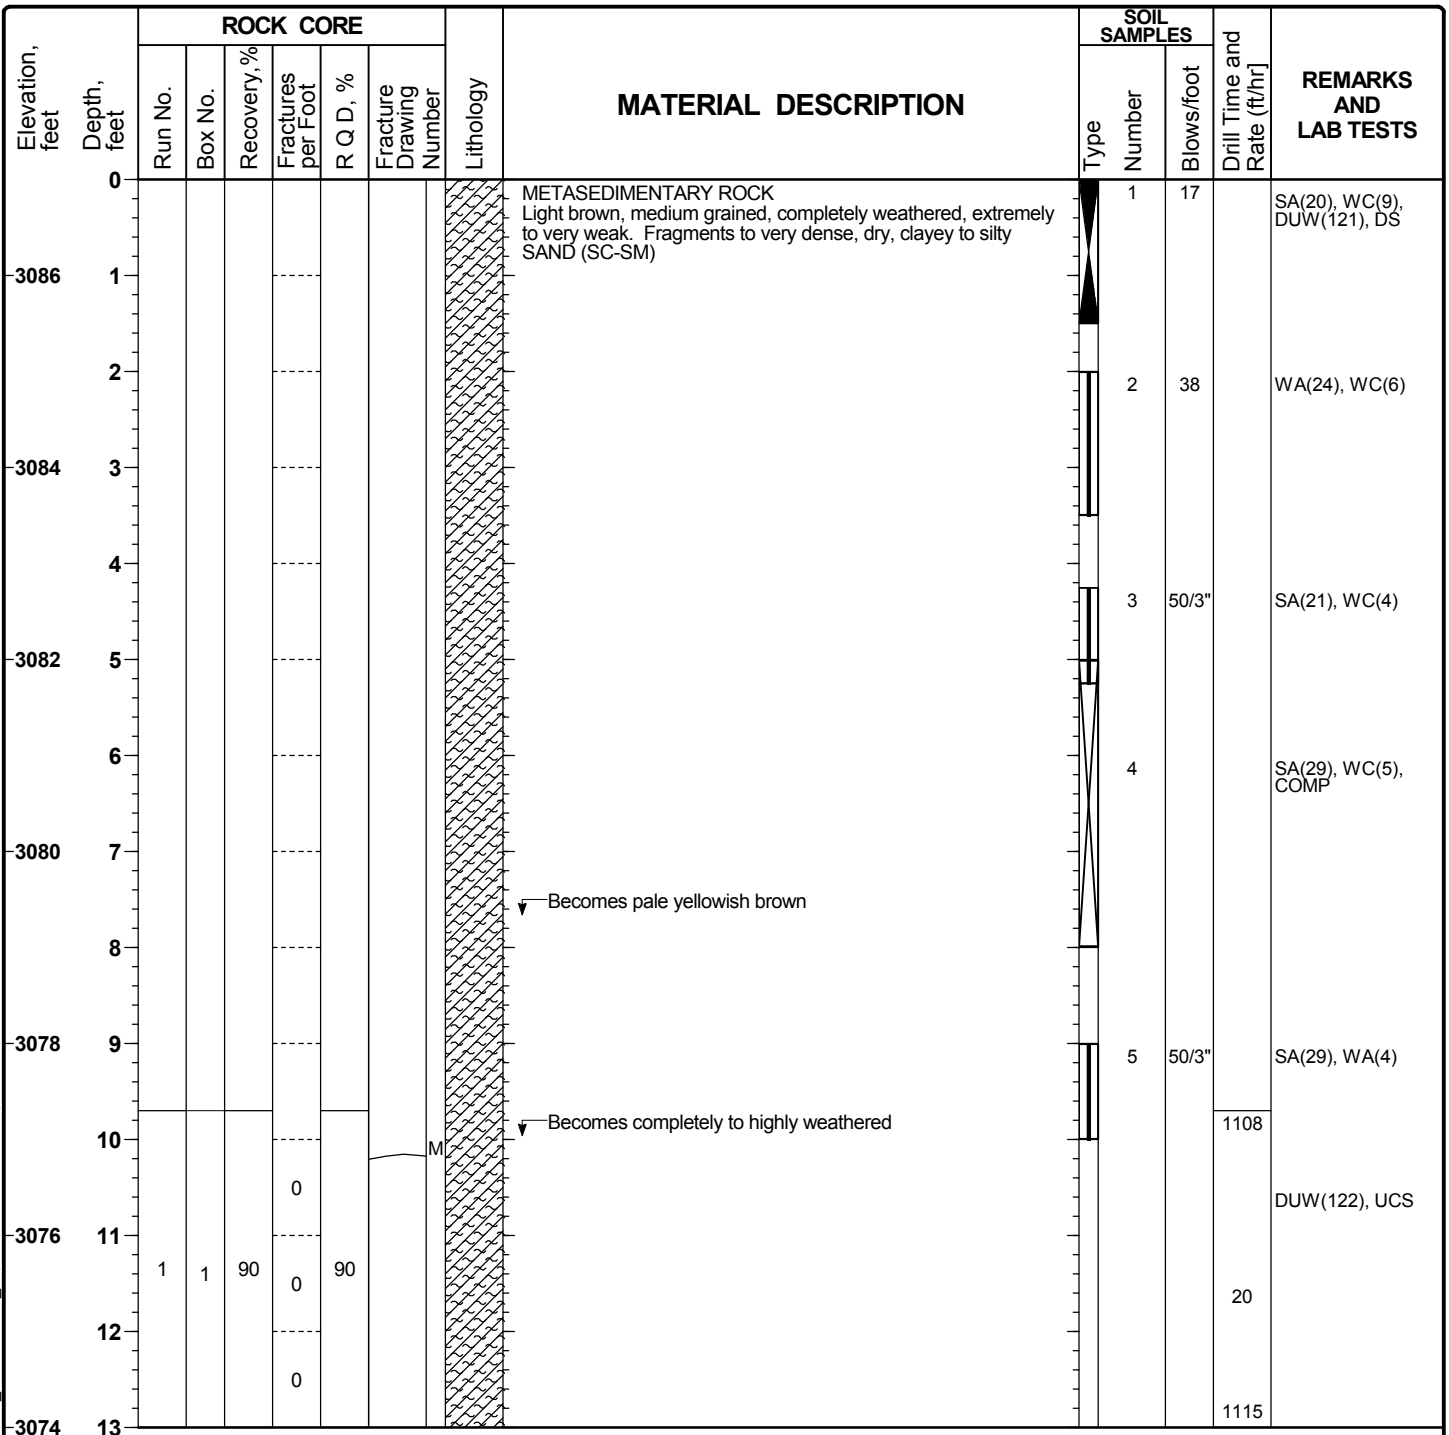 ROCK CORE
SOIL
SAMPLES
Elevation,
feet
Depth,
feet
Run No.
Box No.
Recovery,%
Fractures
per Foot
R Q D, %
Fracture
Drawing
Number
Lithology
MATERIAL DESCRIPTION
Type
Number
Blows/foot
Drill Time and
Rate (ft/hr]
REMARKS
AND
LAB TESTS
0
METASEDIMENTARY ROCK
Light brown, medium grained, completely weathered, extremely
to very weak. Fragments to very dense, dry, clayey to silty
SAND (SC-SM)
1 17
SA(20), WC(9),
DUW(121), DS
3086 1
2
2 38 WA(24), WC(6)
3084 3
4
3 50/3" SA(21), WC(4)
3082 5
6
4
SA(29), WC(5),
COMP
3080 7
Becomes pale yellowish brown
8
3078 9
5 50/3" SA(29), WA(4)
Becomes completely to highly weathered
1108
10
M
0
DUW(122), UCS
3076 11
1 1 90 0 90
20
12
0
1115
3074 13